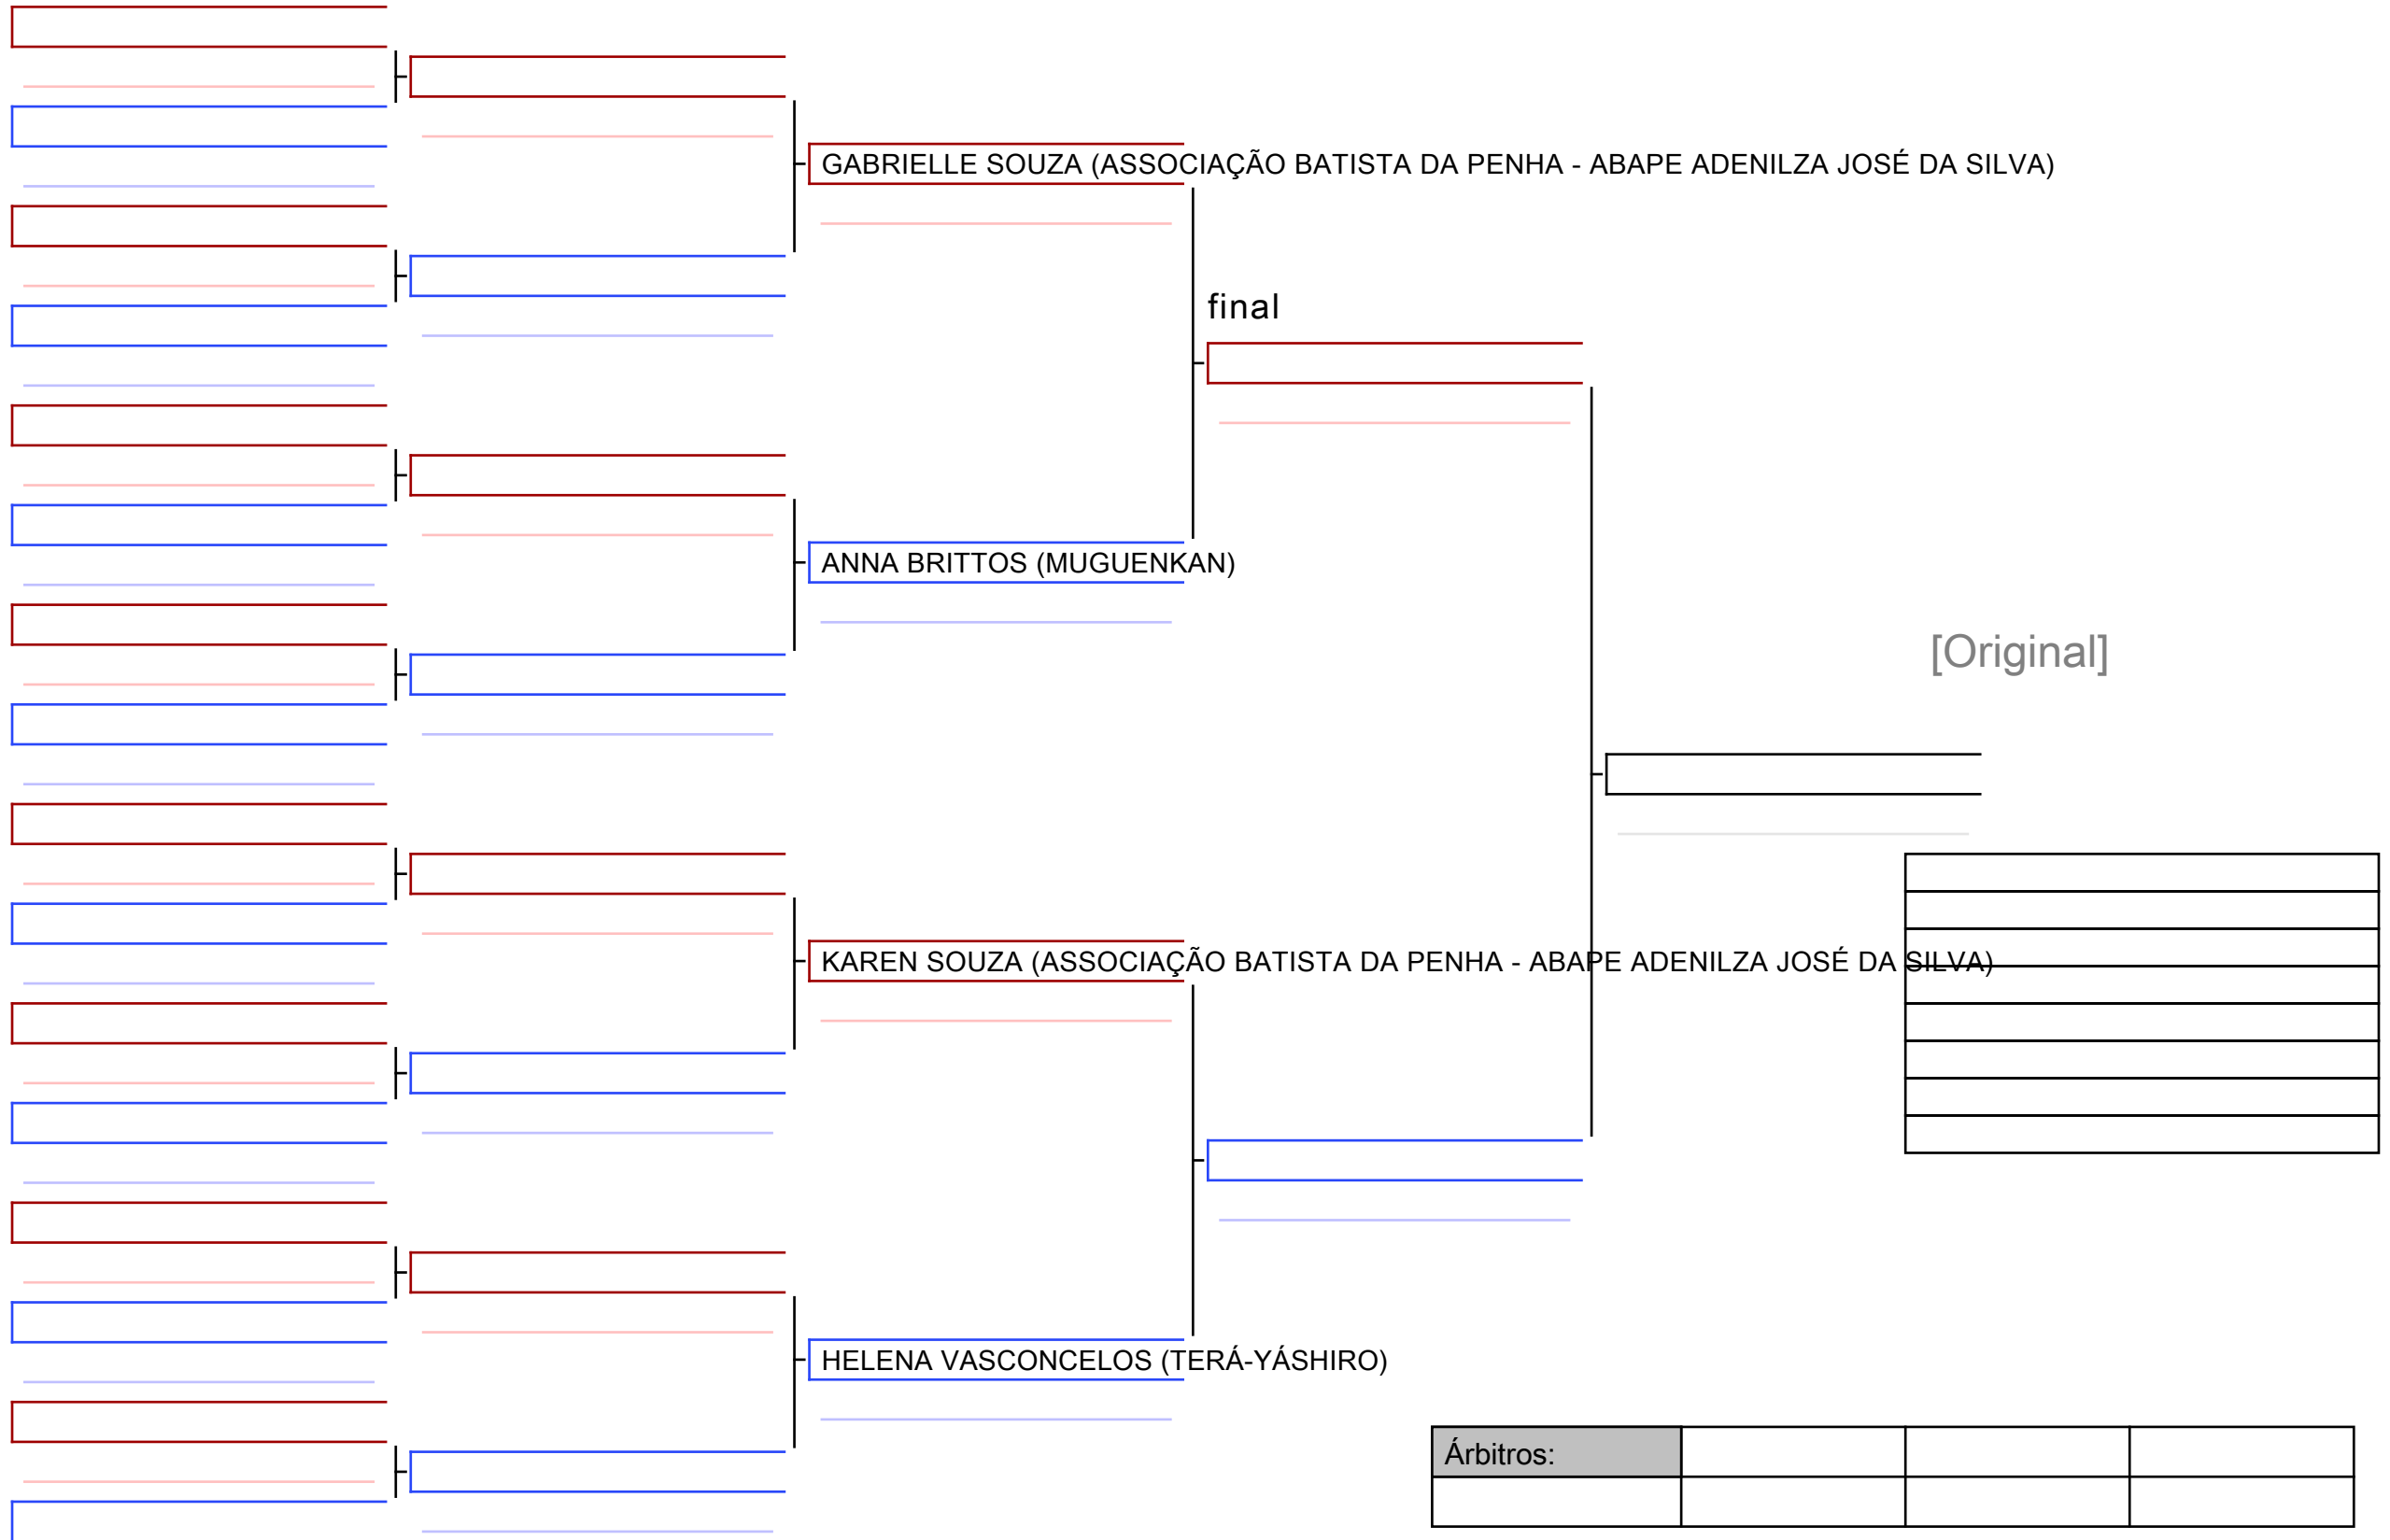 GABRIELLE SOUZA (ASSOCIAÇÃO BATISTA DA PENHA - ABAPE ADENILZA JOSÉ DA SILVA)
final
ANNA BRITTOS (MUGUENKAN)
[Original]
KAREN SOUZA (ASSOCIAÇÃO BATISTA DA PENHA - ABAPE ADENILZA JOSÉ DA SILVA)
HELENA VASCONCELOS (TERÁ-YÁSHIRO)
Árbitros: